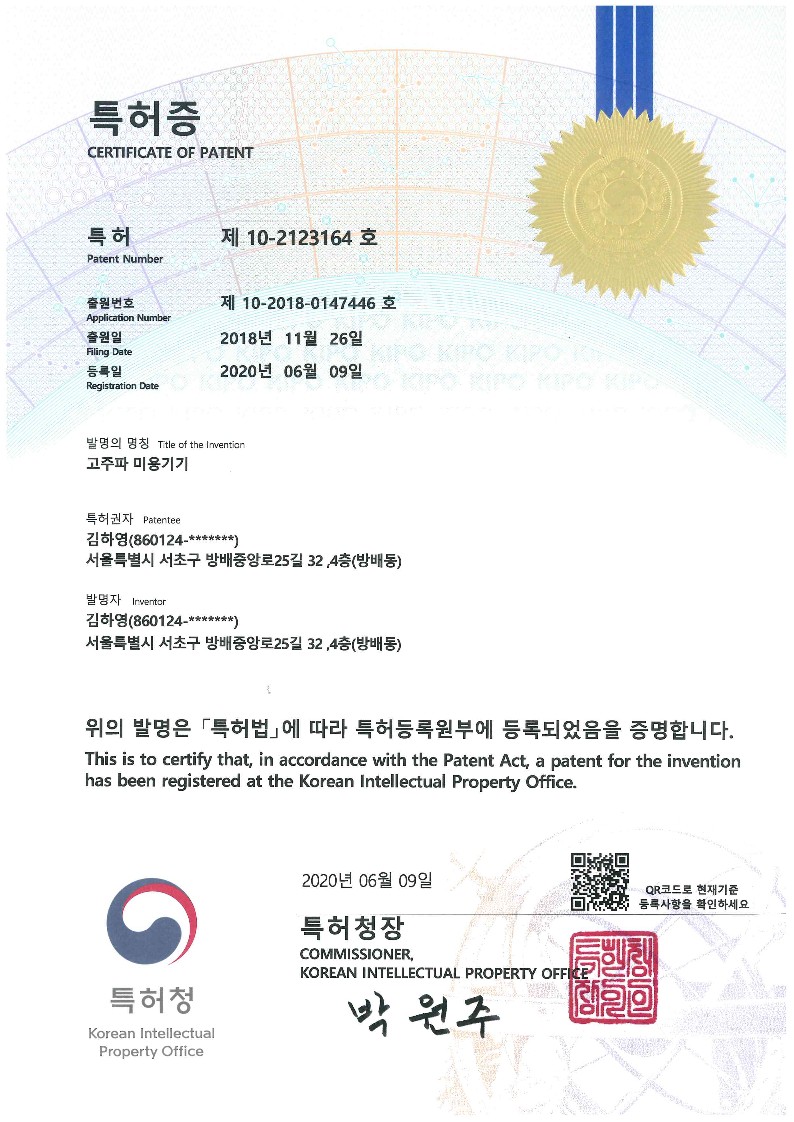 특허증
CERTIFICATE OF PATENT
특허 제 10-2123164 호
Patent Number
출원번호 제 10-2018-0147446 호
Application Number
출원일 2018년 11월 26일
Filing Date
등록일 2020년 06월 09일
Registration Date
발명의 명칭 Title of the Invention
고주파 미용기기
특허권자 Patentee
김하영(860124-*******)
서울특별시 서초구 방배중앙로25길 32 ,4층(방배동)
발명자 Inventor
김하영(860124-*******)
서울특별시 서초구 방배중앙로25길 32 ,4층(방배동)
위의 발명은 「특허법」에 따라 특허등록원부에 등록되었음을 증명합니다.
This is to certify that, in accordance with the Patent Act, a patent for the invention
has been registered at the Korean Intellectual Property Office.
2020년 06월 09일
QR코드로 현재기준
등록사항을 확인하세요
특허청장
COMMISSIONER,
KOREAN INTELLECTUAL PROPERTY OFFICE
박원주
특허청
Korean Intellectual
Property Office